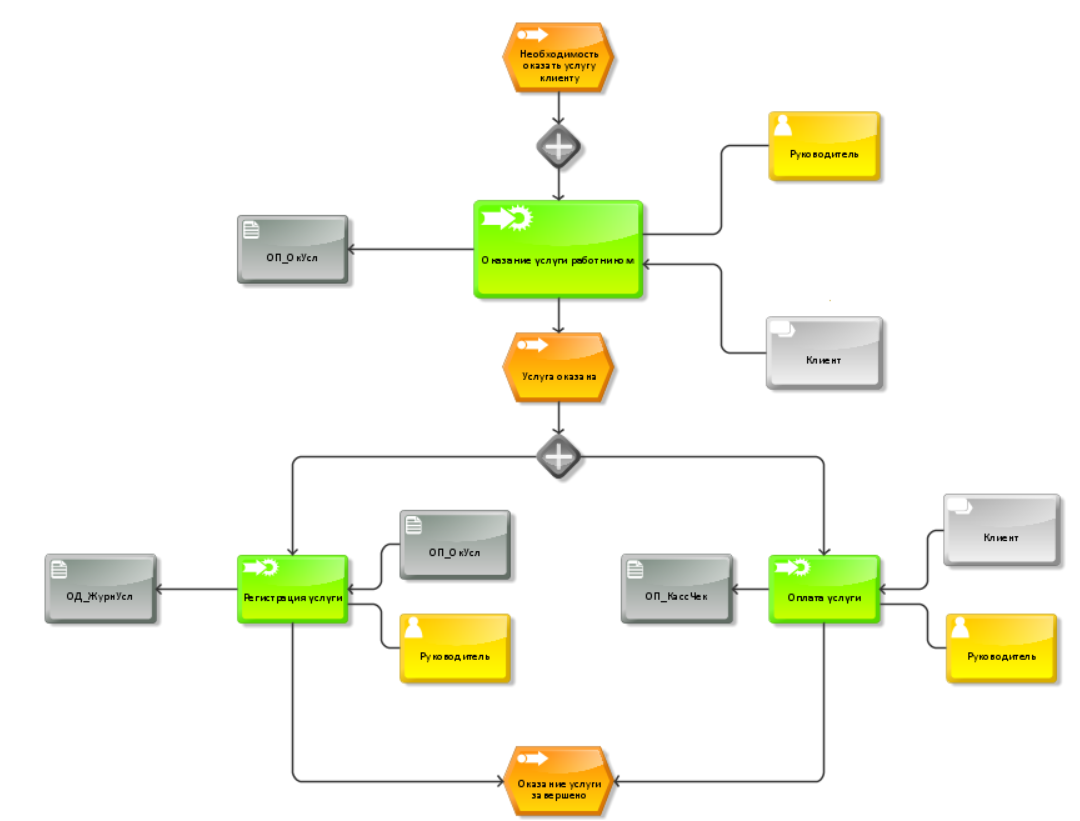 Необходимость
оказать услугу
клиенту
Руководитель
ОП_ОкУсл
Оказание услуги работником
Клиент
Услуга оказана
Клиент
ОП_ОкУсл
ОД_ЖурнУсл
Регистрация услуги
ОП_КассЧек
Оплата услуги
Руководитель
Руководитель
Оказание услуги
завершено